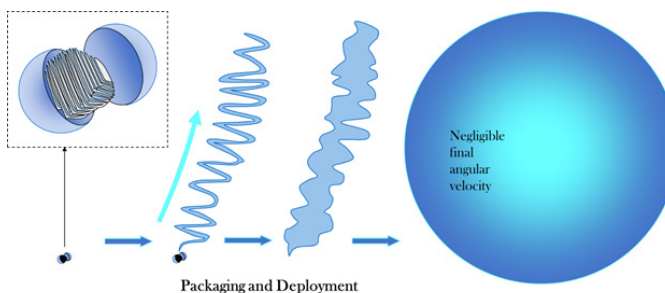 Negligible
final
angular
velocity
Packaging and Deployment